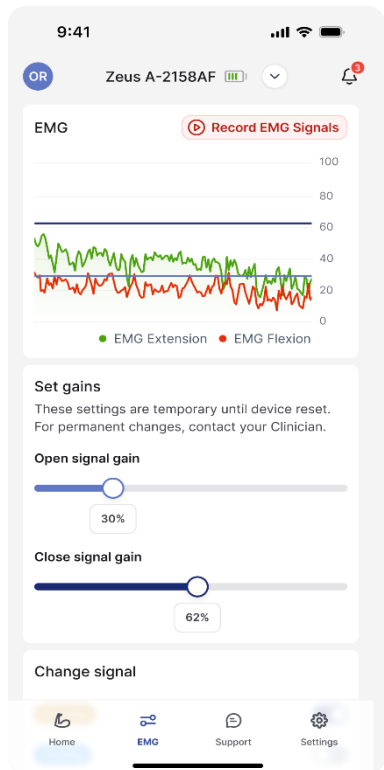 9:41
OR Zeus A-2158AF 3
EMG Record EMG Signals
100
80
60
40
20
0
EMG Extension EMG Flexion
Set gains
These settings are temporary until device reset.
For permanent changes, contact your Clinician.
Open signal gain
30%
Close signal gain
62%
Change signal
Home EMG Support Settings